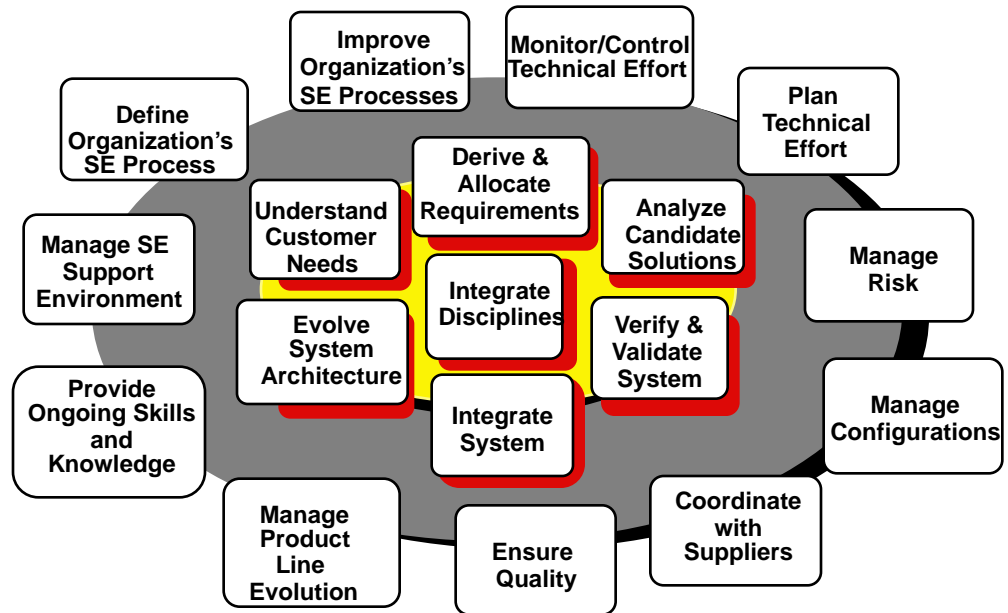 Improve
Organization's
SE Processes
Monitor/Control
Technical Effort
Define
Organization's
SE Process
Plan
Technical
Effort
Derive &
Allocate
Requirements
Understand
Customer
Needs
Analyze
Candidate
Solutions
Manage SE
Support
Environment
Manage
Risk
Integrate
Disciplines
Evolve
System
Architecture
Verify &
Validate
System
Provide
Ongoing Skills
and
Knowledge
Integrate
System
Manage
Configurations
Manage
Product
Line
Evolution
Ensure
Quality
Coordinate
with
Suppliers